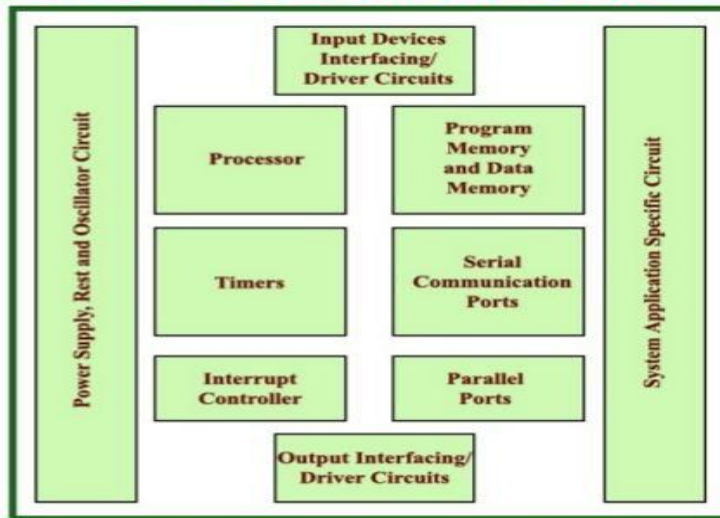 Power Supply, Rest and Oscillator Circuit
Input Devices
Interfacing/
Driver Circuits
Processor
Program
Memory
and Data
Memory
Timers
Serial
Communication
Ports
Interrupt
Controller
Parallel
Ports
Output Interfacing/
Driver Circuits
System Application Specific Circuit